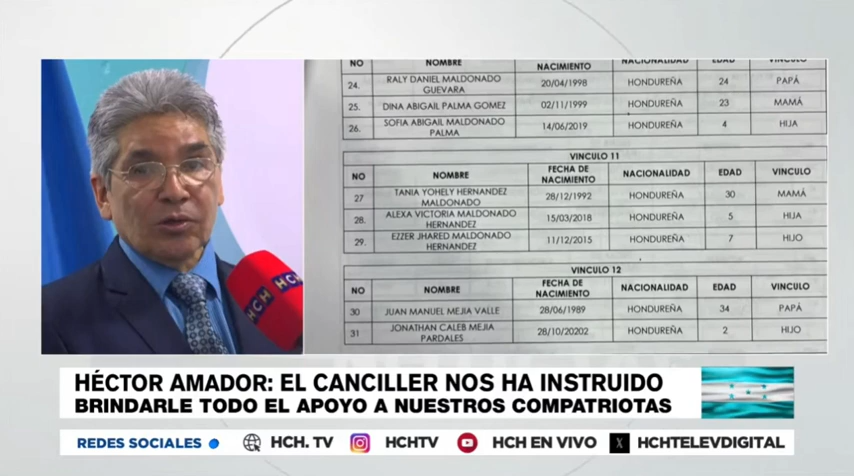 NO NOMBRE NACIMIENTO NACIONALIDAD EDAD VINCULO
24. RALY DANIEL MALDONADO GUEVARA 20/04/1998 HONDUREÑA 24 PAPÁ
25. DINA ABIGAIL PALMA GOMEZ 02/11/1999 HONDUREÑA 23 MAMÁ
26. SOFIA ABIGAIL MALDONADO PALMA 14/06/2019 HONDUREÑA 4 HIJA
VINCULO 11
NO NOMBRE FECHA DE NACIMIENTO NACIONALIDAD EDAD VINCULO
27 TANIA YOHELY HERNANDEZ MALDONADO 28/12/1992 HONDUREÑA 30 MAMÁ
28. ALEXA VICTORIA MALDONADO HERNANDEZ 15/03/2018 HONDUREÑA 5 HIJA
29. EZZER JHARED MALDONADO HERNANDEZ 11/12/2015 HONDUREÑA 7 HIJO
VINCULO 12
NO NOMBRE FECHA DE NACIMIENTO NACIONALIDAD EDAD VINCULO
30 JUAN MANUEL MEJIA VALLE 28/06/1989 HONDUREÑA 34 PAPÁ
31 JONATHAN CALEB MEJIA PARDALES 28/10/20202 HONDUREÑA 2 HIJO
HCH HCH
HÉCTOR AMADOR: EL CANCILLER NOS HA INSTRUIDO
BRINDARLE TODO EL APOYO A NUESTROS COMPATRIOTAS
REDES SOCIALES HCH. TV HCHTV HCH EN VIVO X HCHTELEVDIGITAL